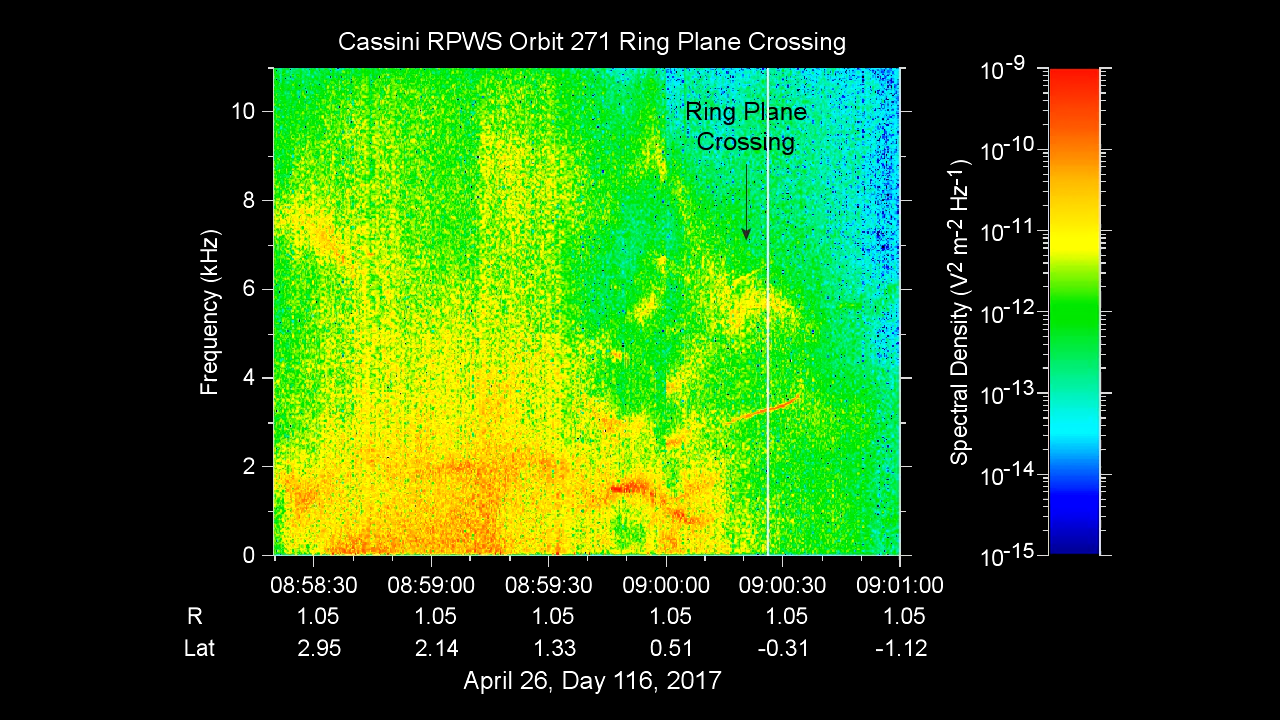 Cassini RPWS Orbit 271 Ring Plane Crossing
Ring Plane
Crossing
Frequency (kHz)
10
8
6
4
2
0
Spectral Density (V2 m-2 Hz-1)
10-9
10-10
10-11
10-12
10-13
10-14
10-15
08:58:30 08:59:00 08:59:30 09:00:00 09:00:30 09:01:00
R 1.05 1.05 1.05 1.05 1.05 1.05
Lat 2.95 2.14 1.33 0.51 -0.31 -1.12
April 26, Day 116, 2017